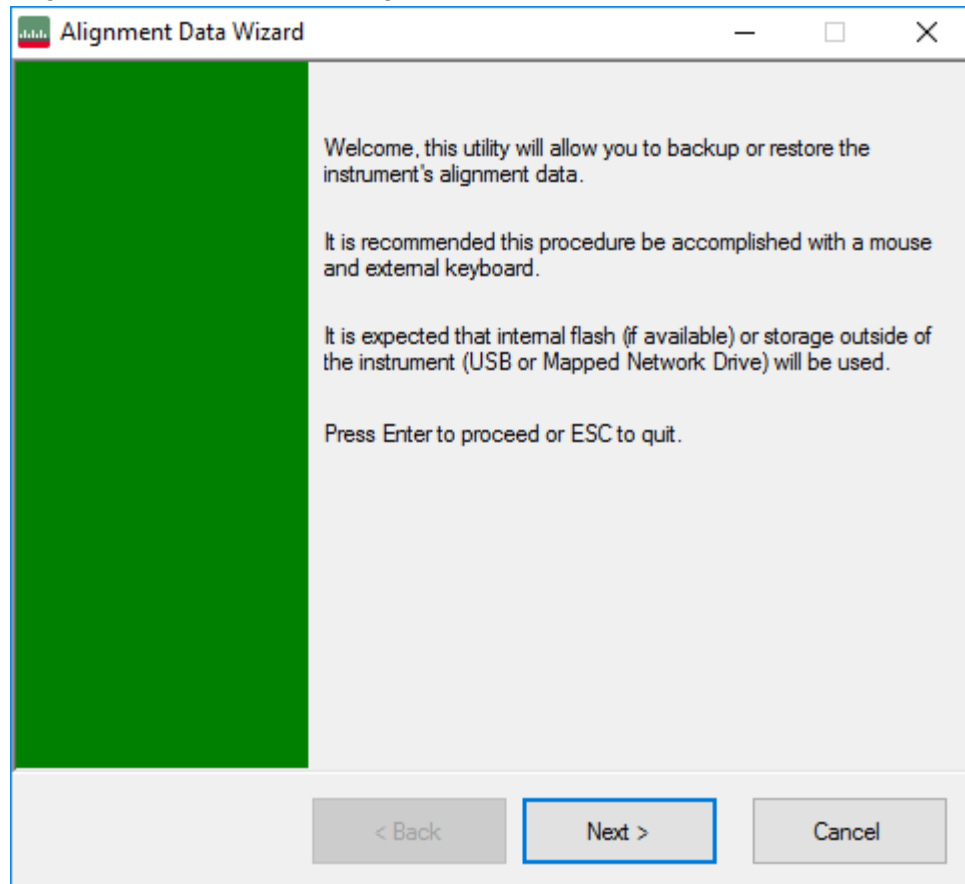 Alignment Data Wizard
Welcome, this utility will allow you to backup or restore the
instrument's alignment data.
It is recommended this procedure be accomplished with a mouse
and external keyboard.
It is expected that internal flash (if available) or storage outside of
the instrument (USB or Mapped Network Drive) will be used.
Press Enter to proceed or ESC to quit.
< Back
Next >
Cancel